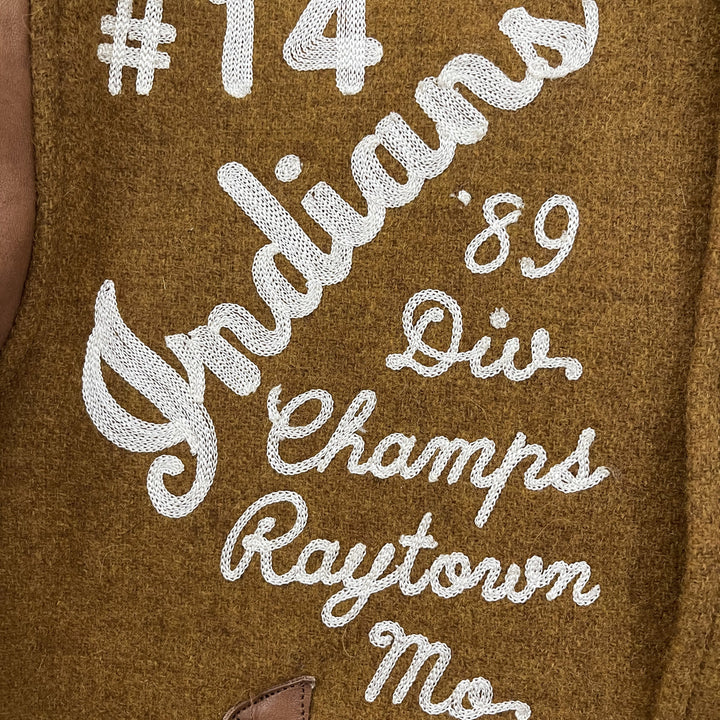 #14
Indians
'89
Div.
Champs
Raytown
Mo.